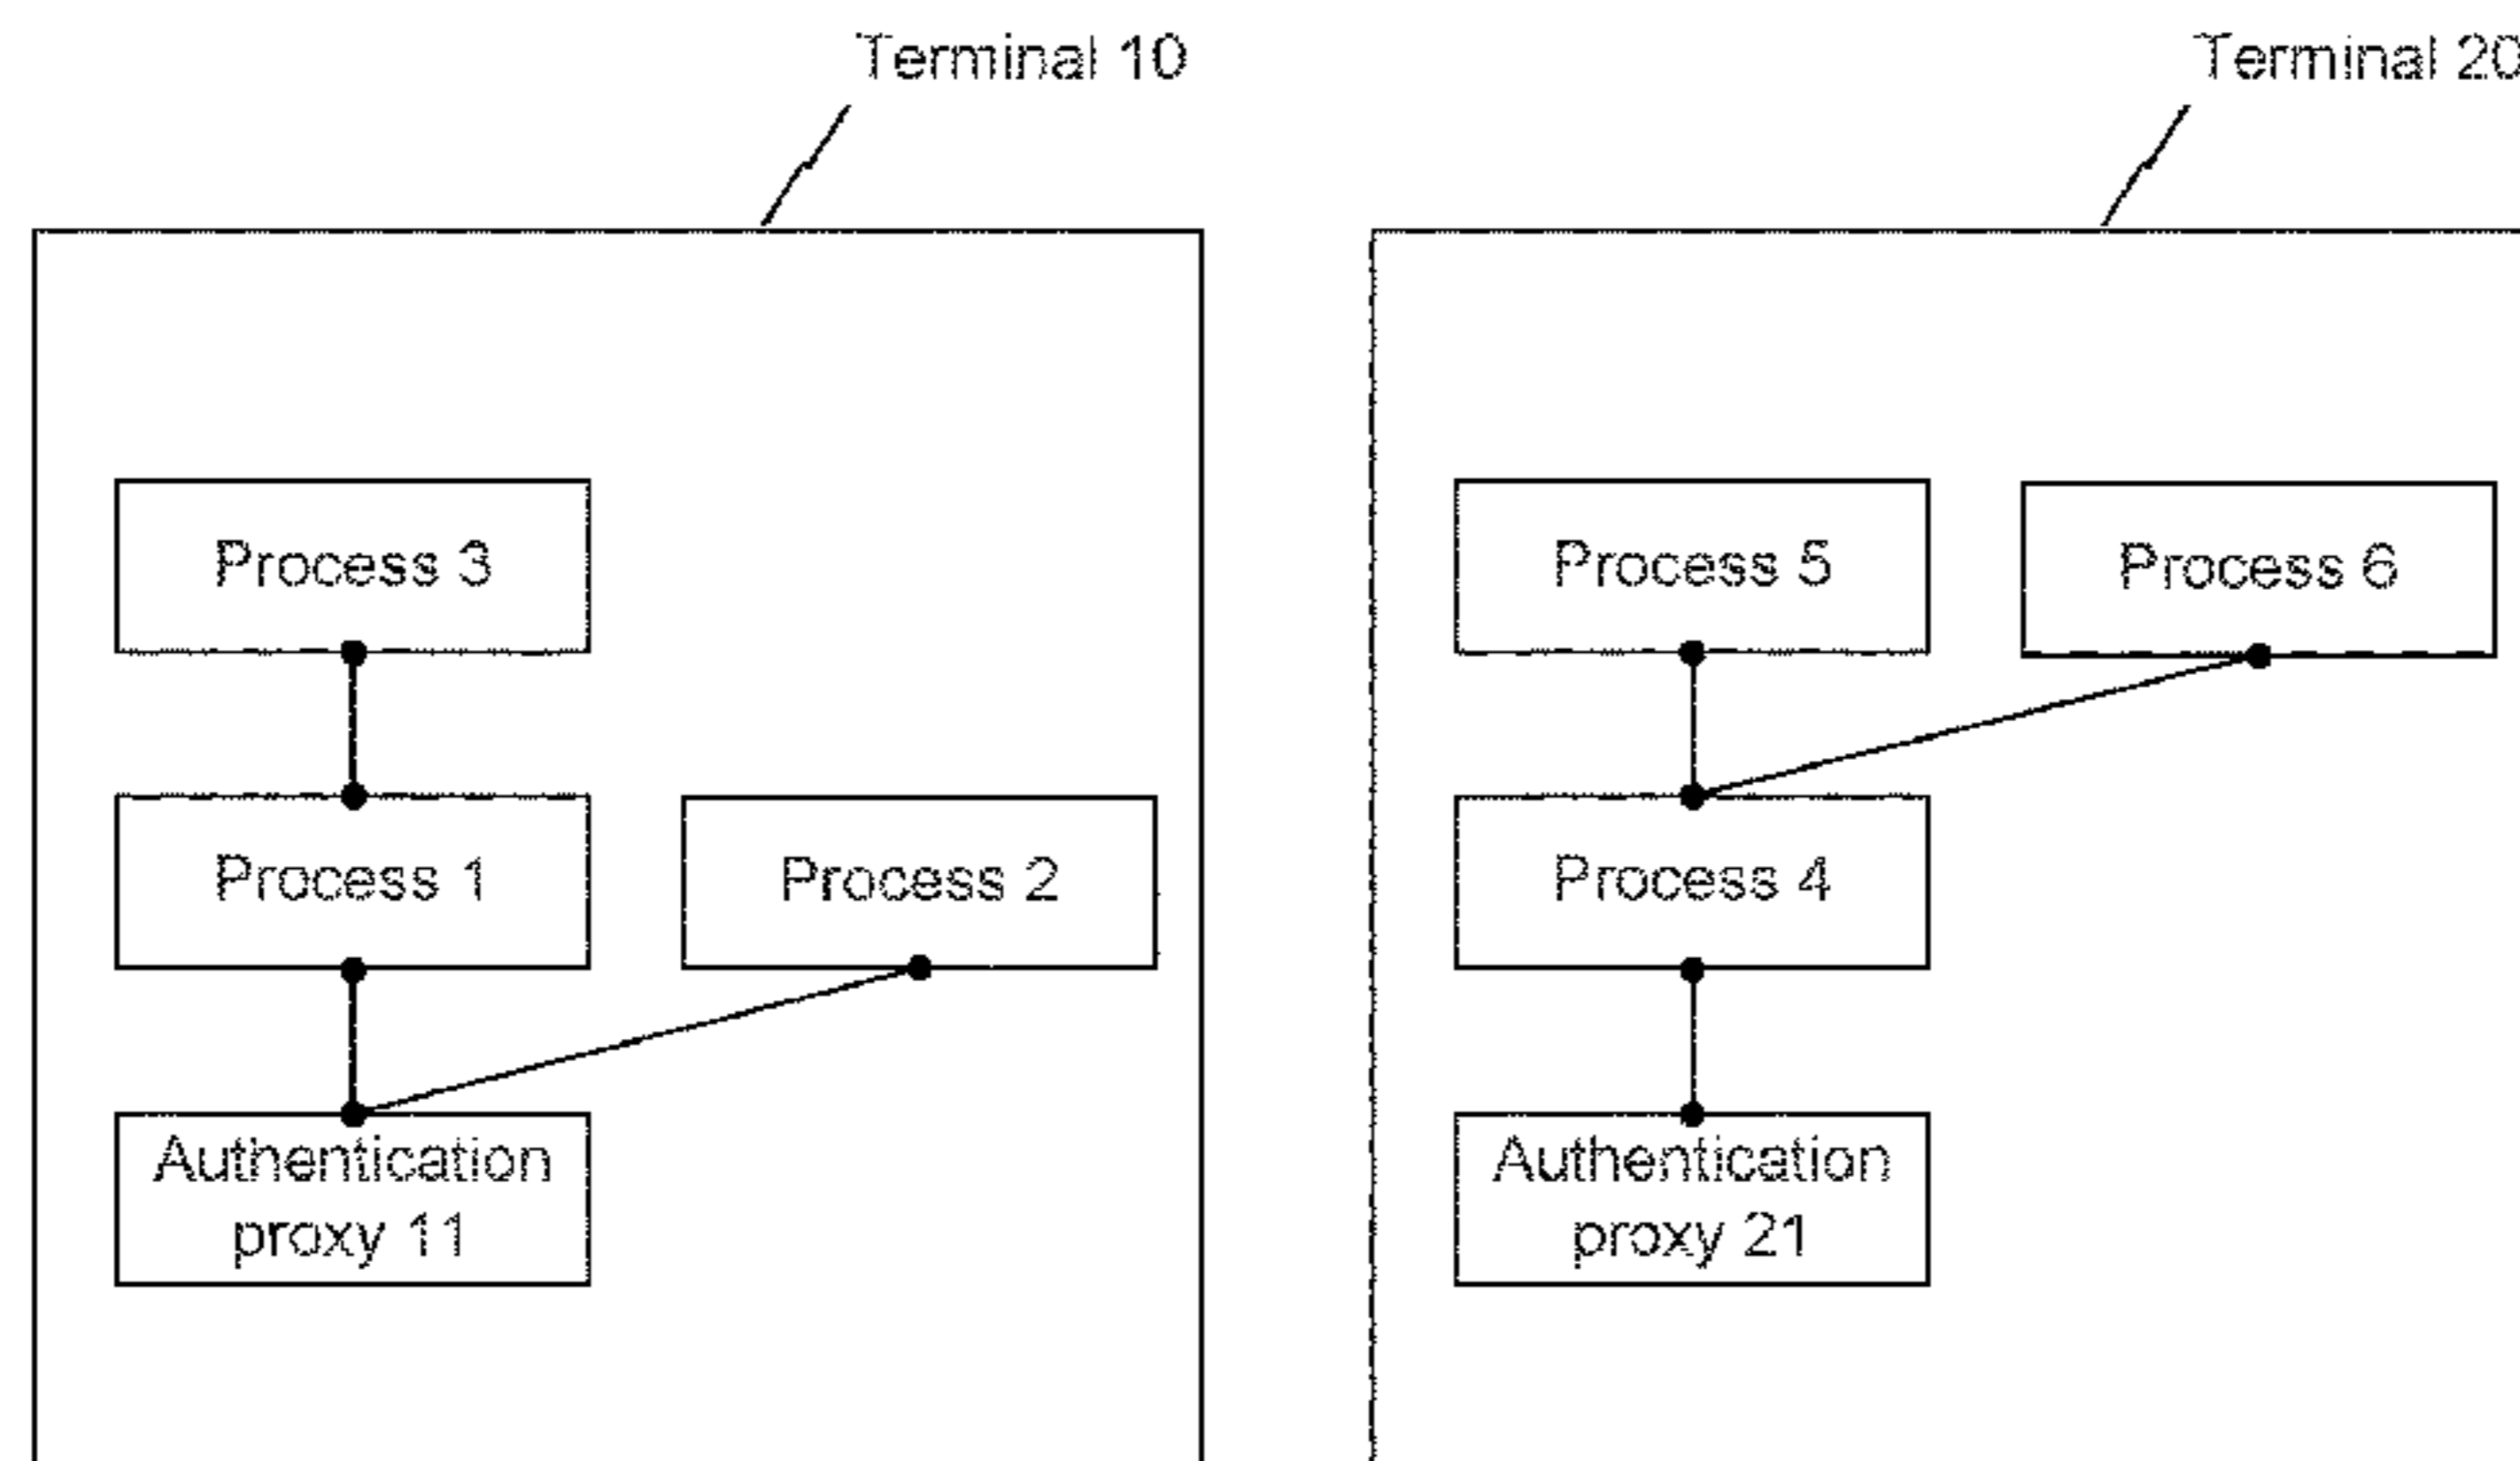 Terminal 10
Terminal 20
Process 3
Process 5
Process 6
Process 1
Process 2
Process 4
Authentication
proxy 11
Authentication
proxy 21